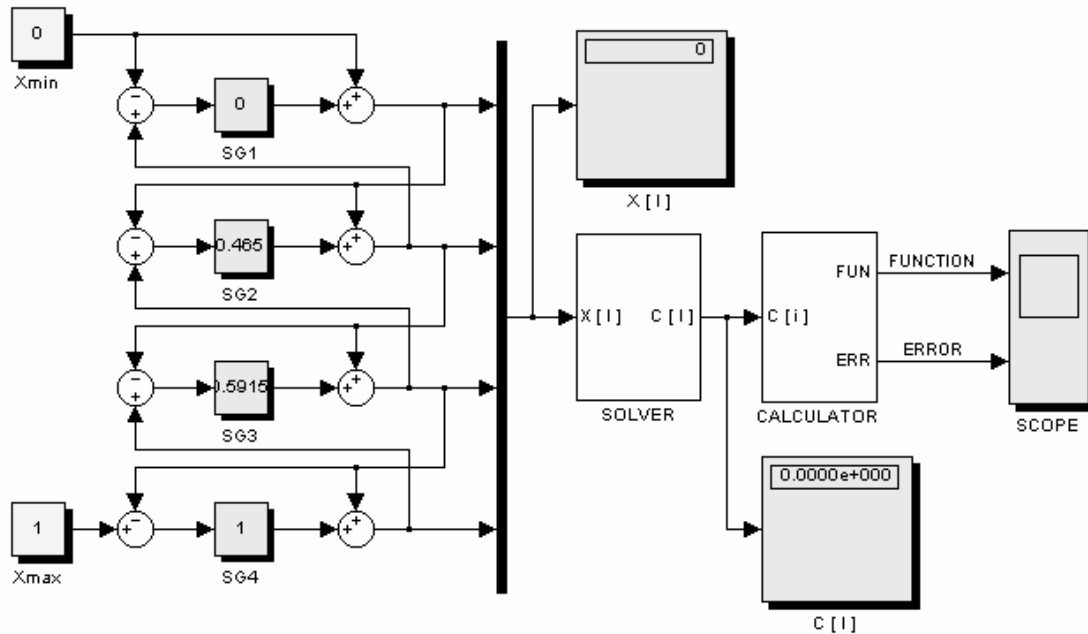 0
Xmin
0
SG1
0.465
SG2
0.5915
SG3
1
Xmax
1
SG4
0
X [ I ]
X [ I ] C [ I ]
SOLVER
C [ i ]
FUN
ERR
CALCULATOR
FUNCTION
ERROR
SCOPE
0.0000e+000
C [ I ]